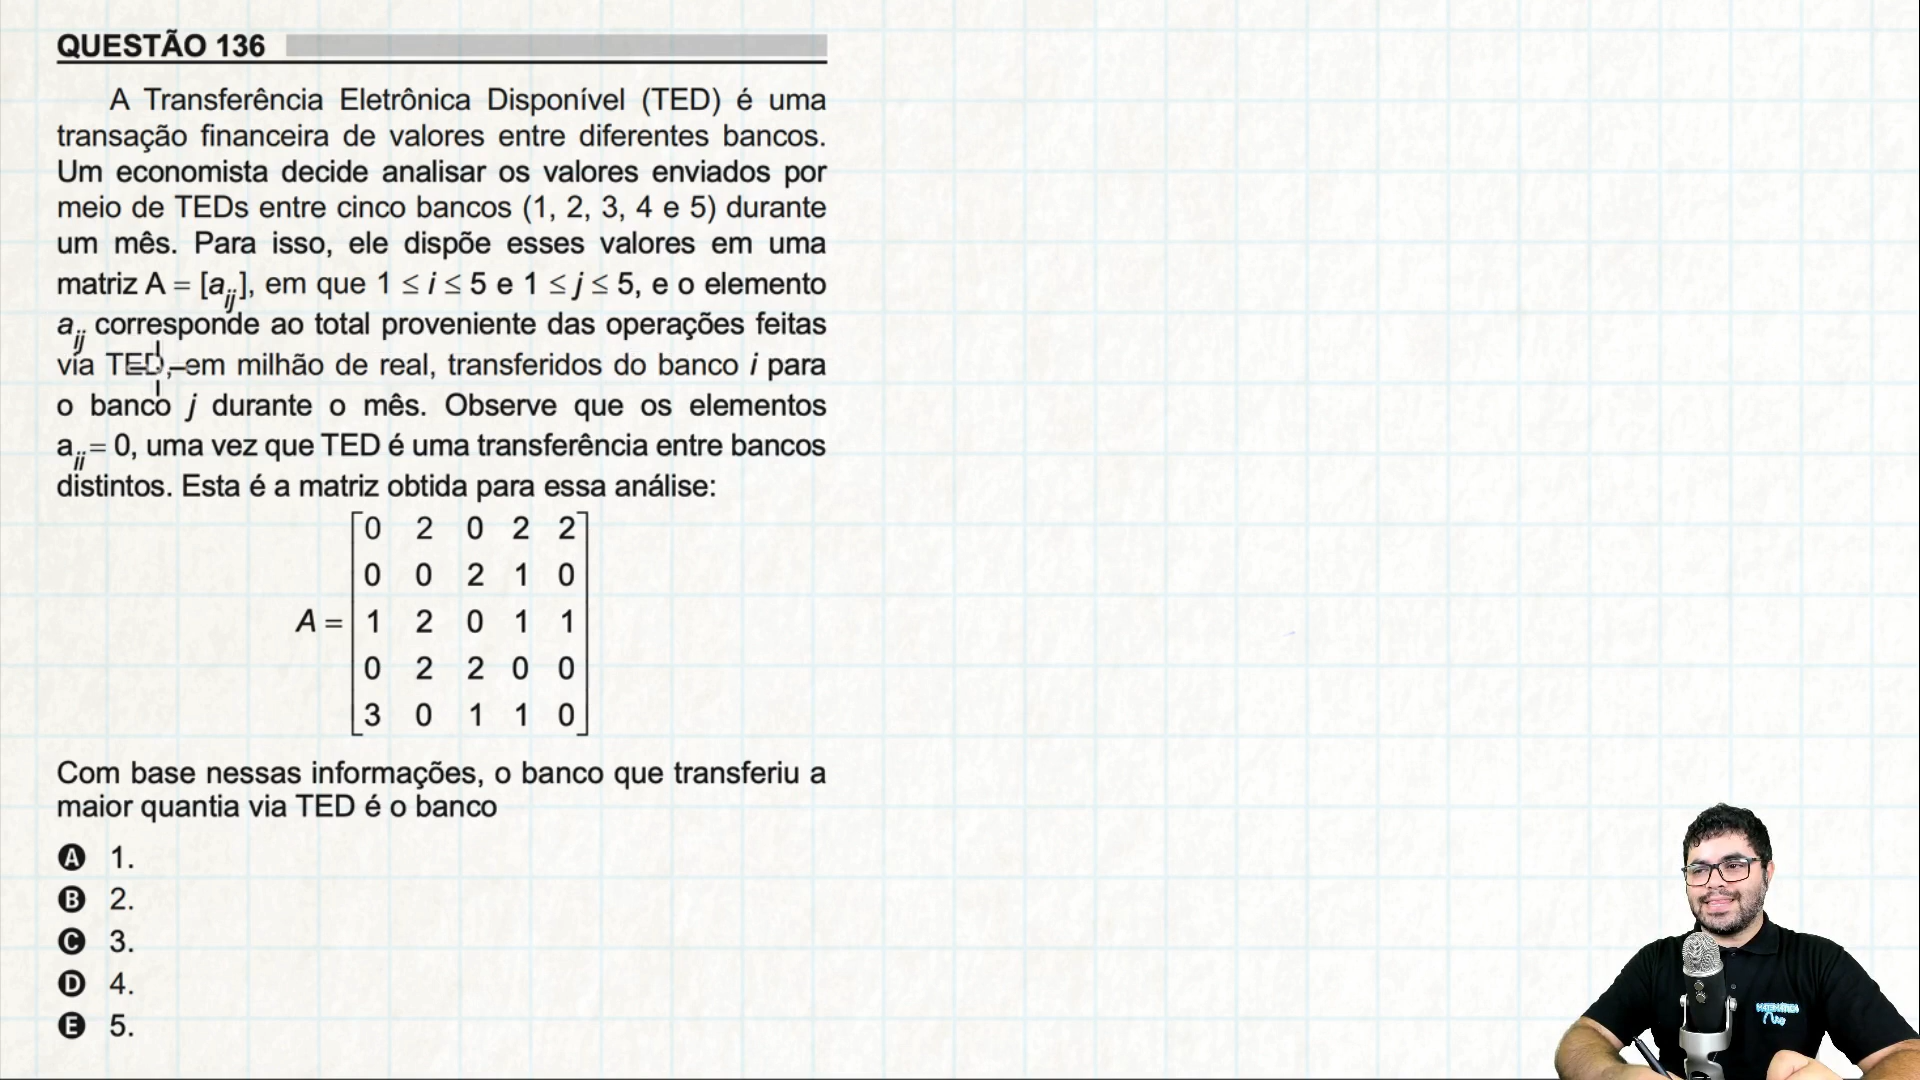 QUESTÃO 136
A Transferência Eletrônica Disponível (TED) é uma
transação financeira de valores entre diferentes bancos.
Um economista decide analisar os valores enviados por
meio de TEDs entre cinco bancos (1, 2, 3, 4 e 5) durante
um mês. Para isso, ele dispõe esses valores em uma
matriz A = [aij], em que 1 ≤ i ≤ 5 e 1 ≤ j ≤ 5, e o elemento
aij corresponde ao total proveniente das operações feitas
via TED, em milhão de real, transferidos do banco i para
o banco j durante o mês. Observe que os elementos
aii = 0, uma vez que TED é uma transferência entre bancos
distintos. Esta é a matriz obtida para essa análise:
0 2 0 2 2
0 0 2 1 0
A = 1 2 0 1 1
0 2 2 0 0
3 0 1 1 0
Com base nessas informações, o banco que transferiu a
maior quantia via TED é o banco
A 1.
B 2.
C 3.
D 4.
E 5.